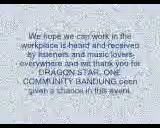 We hope we can work in the
workplace is heard and received
by listeners and music lovers
everywhere and we thank you for
DRAGON STAR ONE
COMMUNITY BANDUNG been
given a chance in this event.